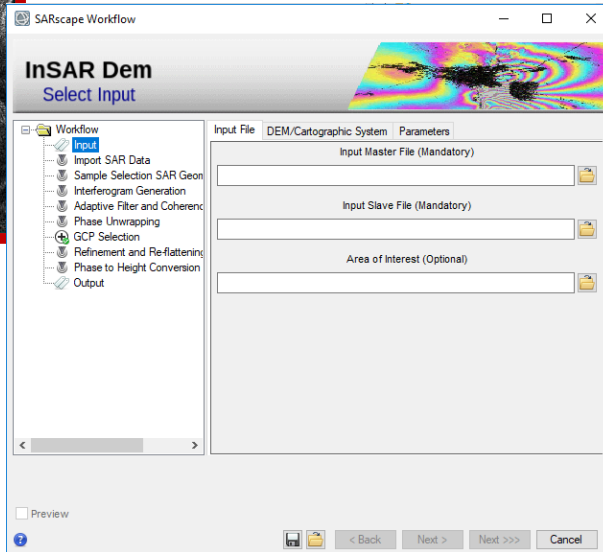 SARscape Workflow
InSAR Dem
Select Input
Workflow
Input
Import SAR Data
Sample Selection SAR Geom
Interferogram Generation
Adaptive Filter and Coherenc
Phase Unwrapping
GCP Selection
Refinement and Re-flattening
Phase to Height Conversion
Output
Input File DEM/Cartographic System Parameters
Input Master File (Mandatory)
Input Slave File (Mandatory)
Area of Interest (Optional)
Preview
< Back Next > Next >>> Cancel